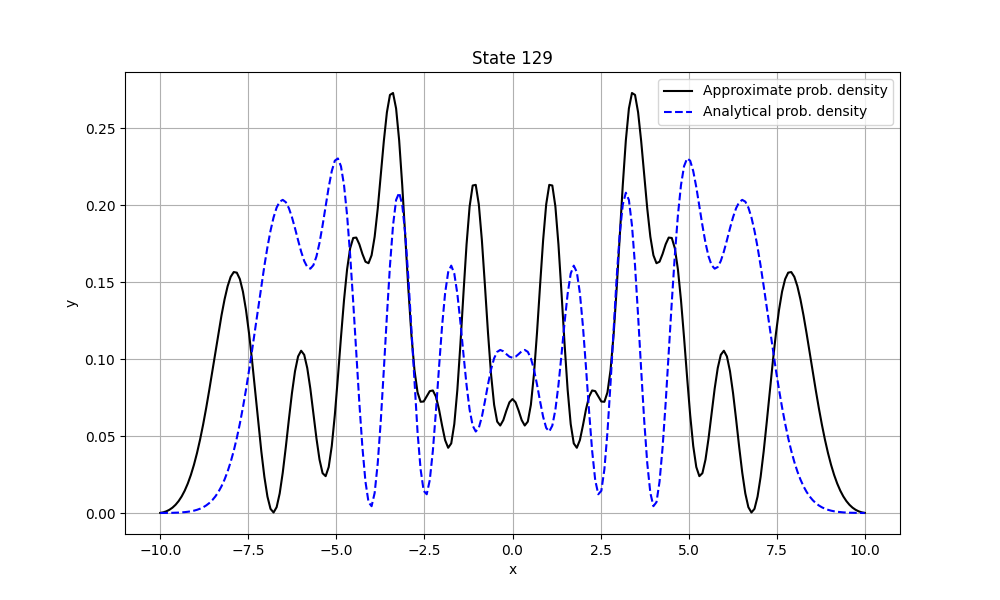 State 129
Approximate prob. density
Analytical prob. density
0.25
0.20
0.15
0.10
0.05
0.00
y
−10.0 −7.5 −5.0 −2.5 0.0 2.5 5.0 7.5 10.0
x